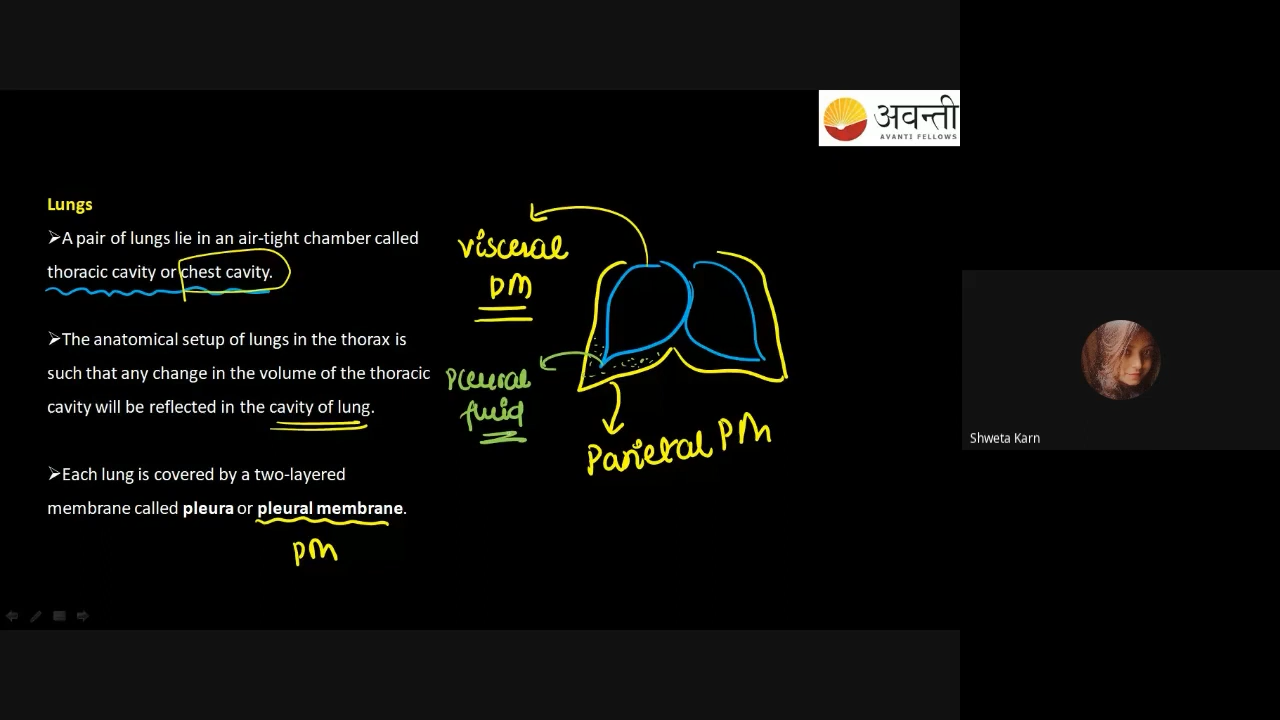 अवन्ती
AVANTI FELLOWS
Lungs
➢A pair of lungs lie in an air-tight chamber called
thoracic cavity or chest cavity.
➢The anatomical setup of lungs in the thorax is
such that any change in the volume of the thoracic
cavity will be reflected in the cavity of lung.
➢Each lung is covered by a two-layered
membrane called pleura or pleural membrane.
PM
visceral
PM
Pleural
fluid
Parietal PM
Shweta Karn